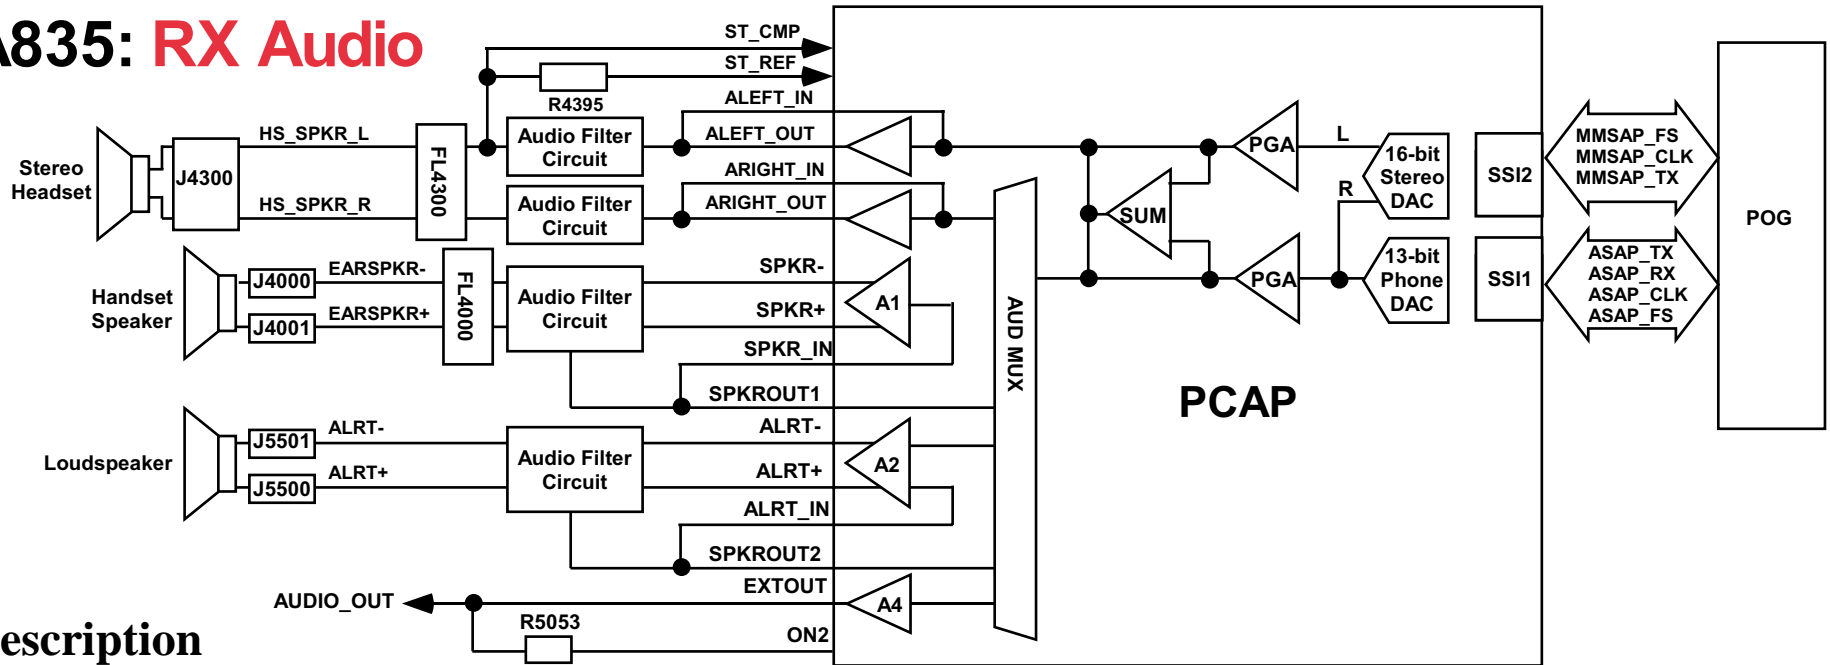 A835: RX Audio
ST_CMP
ST_REF
R4395
ALEFT_IN
ALEFT_OUT
ARIGHT_IN
ARIGHT_OUT
Stereo
Headset
J4300
HS_SPKR_L
HS_SPKR_R
FL4300
Audio Filter
Circuit
Audio Filter
Circuit
PGA
L
R
16-bit
Stereo
DAC
SUM
PGA
13-bit
Phone
DAC
SSI2
SSI1
MMSAP_FS
MMSAP_CLK
MMSAP_TX
ASAP_TX
ASAP_RX
ASAP_CLK
ASAP_FS
POG
Handset
Speaker
J4000
J4001
EARSPKR-
EARSPKR+
FL4000
Audio Filter
Circuit
SPKR-
SPKR+
SPKR_IN
SPKROUT1
A1
AUD MUX
PCAP
Loudspeaker
J5501
J5500
ALRT-
ALRT+
Audio Filter
Circuit
ALRT-
ALRT+
ALRT_IN
SPKROUT2
A2
AUDIO_OUT
EXTOUT
A4
R5053
ON2
escription